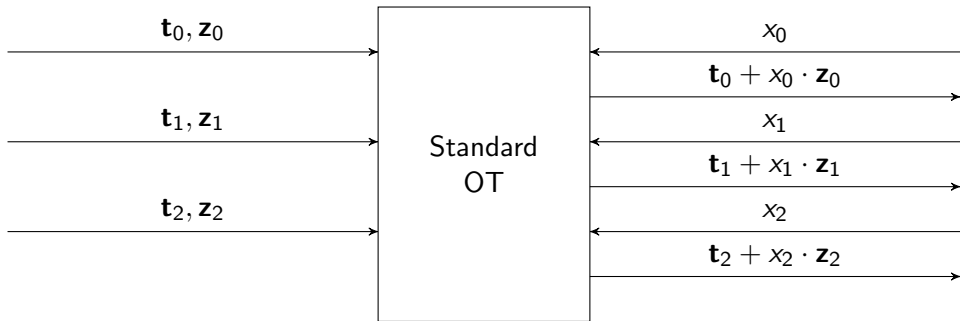 𝐭₀, 𝐳₀
x₀
𝐭₀ + x₀ · 𝐳₀
𝐭₁, 𝐳₁
x₁
𝐭₁ + x₁ · 𝐳₁
Standard
OT
𝐭₂, 𝐳₂
x₂
𝐭₂ + x₂ · 𝐳₂